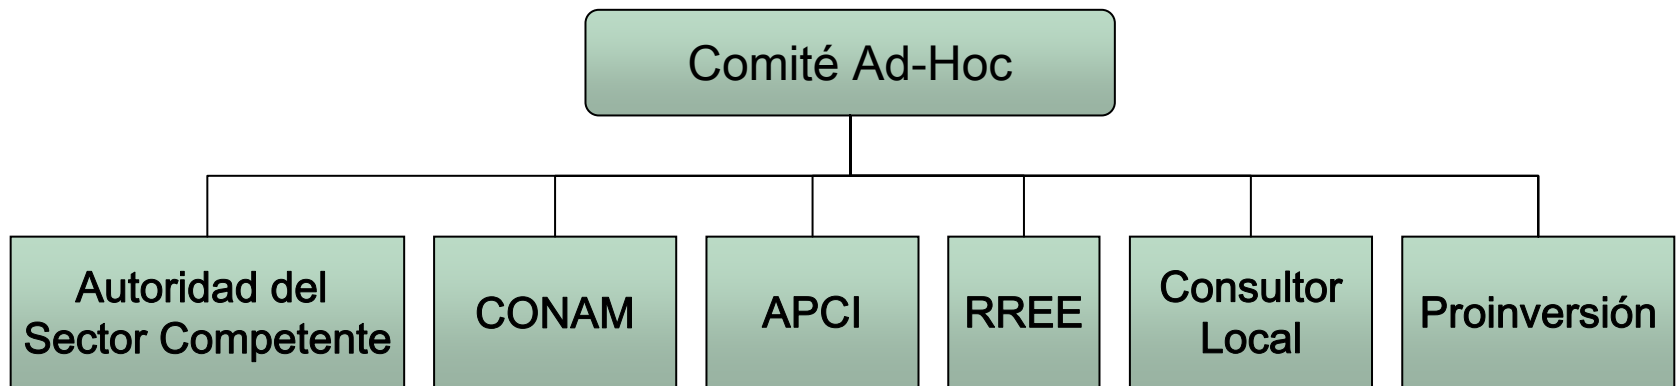 Comité Ad-Hoc
Autoridad del
Sector Competente
CONAM
APCI
RREE
Consultor
Local
Proinversión